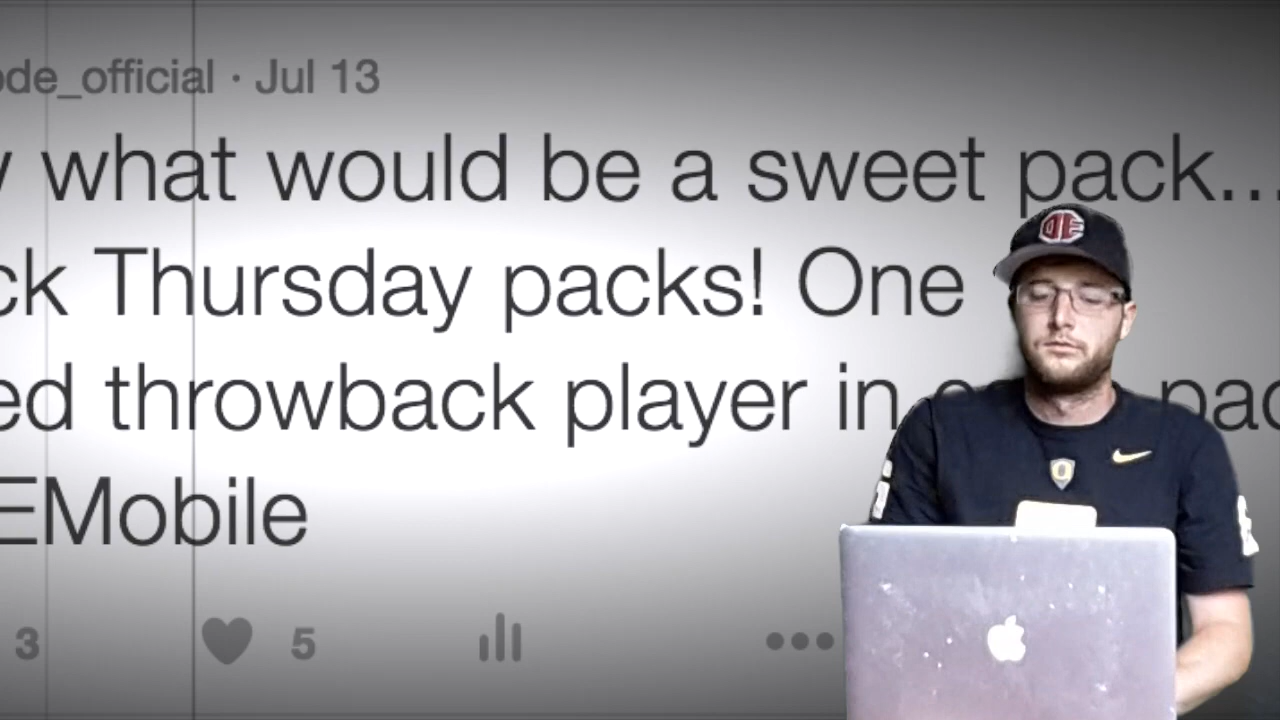 ode_official · Jul 13
what would be a sweet pack...
ck Thursday packs! One
ed throwback player in pac
EMobile
3 5